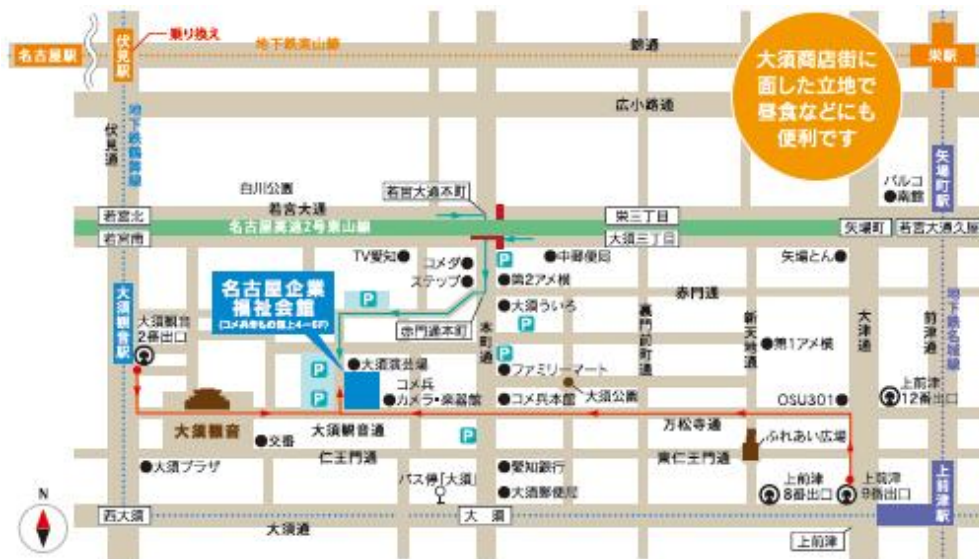 名古屋駅
伏見駅
乗り換え
地下鉄東山線
錦通
栄駅
大須商店街に
面した立地で
昼食などにも
便利です
広小路通
伏見通
地下鉄鶴舞線
矢場町駅
パルコ
●南館
白川公園
若宮大通
若宮大通本町
若宮北
栄三丁目
名古屋高速2号東山線
矢場町
若宮大通久屋
若宮南
大須三丁目
TV愛知●
コメダ●
ステップ●
P
●中郵便局
●第2アメ横
矢場とん●
名古屋企業
福祉会館
赤門通
大須観音駅
大須観音
2番出口
P
赤門通本町
本町通
●大須ういろ
P
裏門前町通
新天地通
大津通
前津通
地下鉄名城線
●第1アメ横
P
●大須演芸場
P
●ファミリーマート
コメ兵
●カメラ・楽器館
P
●コメ兵本館
大須公園
OSU301●
上前津
12番出口
大須観音
●交番
大須観音通
P
万松寺通
ふれあい広場
仁王門通
東仁王門通
●大須プラザ
バス停「大須」
●愛知銀行
●大須郵便局
上前津
8番出口
上前津
9番出口
上前津駅
N
西大須
大須通
大須
上前津